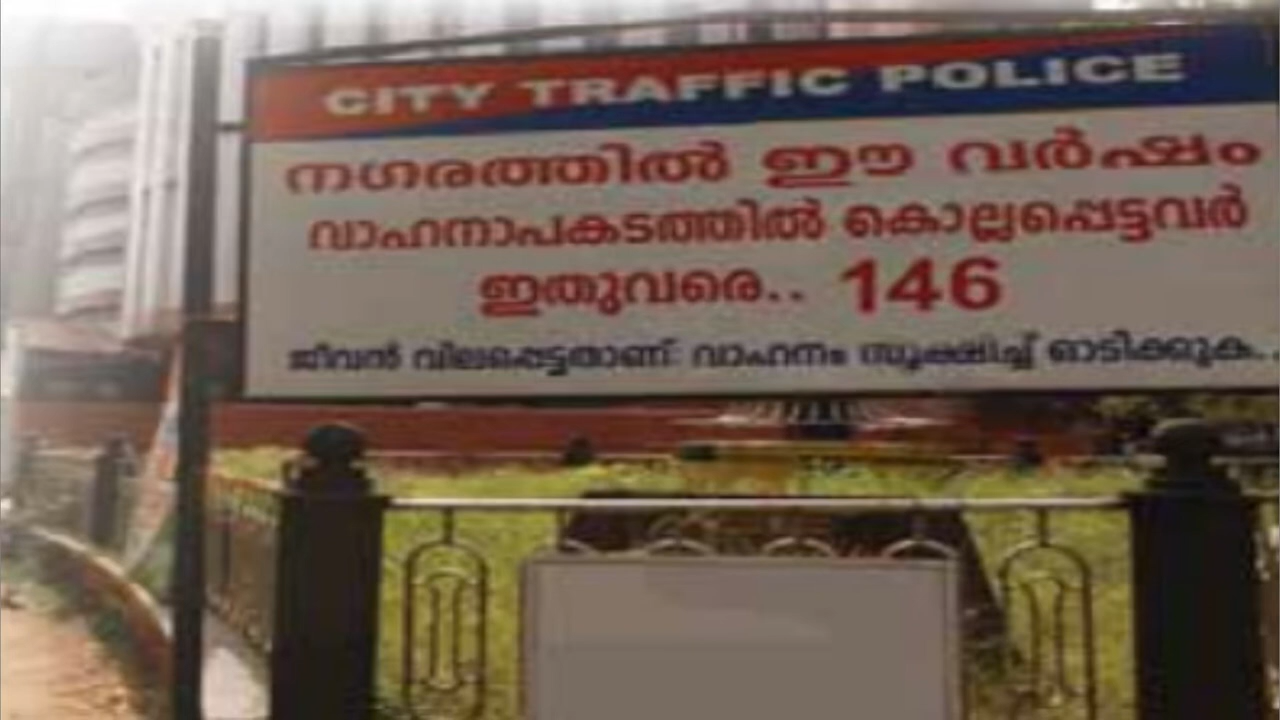 CITY TRAFFIC POLICE
നഗരത്തിൽ ഈ വർഷം
വാഹനാപകടത്തിൽ കൊല്ലപ്പെട്ടവർ
ഇതുവരെ.. 146
ജീവൻ വിലപ്പെട്ടതാണ് വാഹനം സൂക്ഷിച്ച് ഓടിക്കുക..